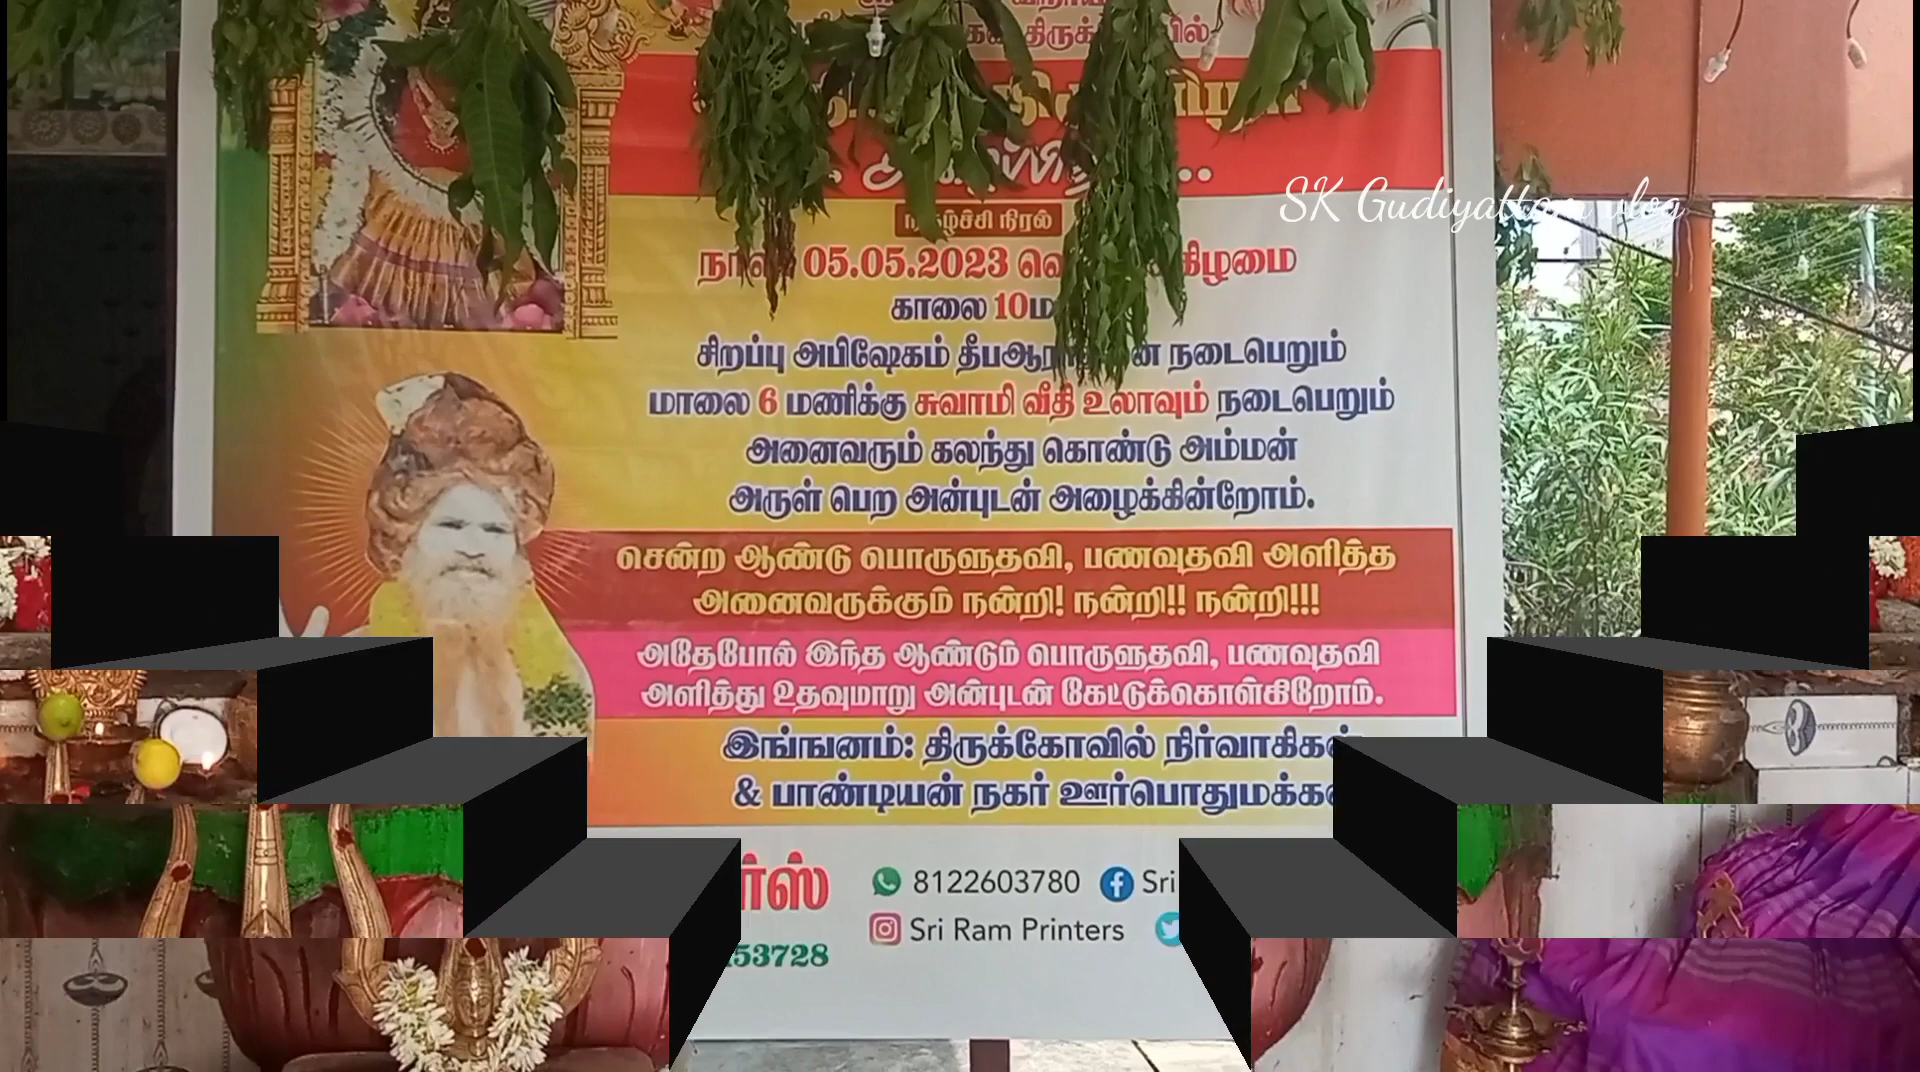 திருக்
SK Gudiyattam vlog
நிகழ்ச்சி நிரல்
05.05.2023
காலை 10
சிறப்பு அபிஷேகம் நடைபெறும்
மாலை 6 மணிக்கு சுவாமி வீதி உலாவும் நடைபெறும்
அனைவரும் கலந்து கொண்டு அம்மன்
அருள் பெற அன்புடன் அழைக்கின்றோம்.
சென்ற ஆண்டு பொருளுதவி, பணவுதவி அளித்த
அனைவருக்கும் நன்றி! நன்றி!! நன்றி!!!
அதேபோல் இந்த ஆண்டும் பொருளுதவி, பணவுதவி
அளித்து உதவுமாறு அன்புடன் கேட்டுக்கொள்கிறோம்.
இங்ஙனம்: திருக்கோவில் நிர்வாகிகள்
& பாண்டியன் நகர் ஊர்பொதுமக்கள்
8122603780 Sri
Sri Ram Printers
53728